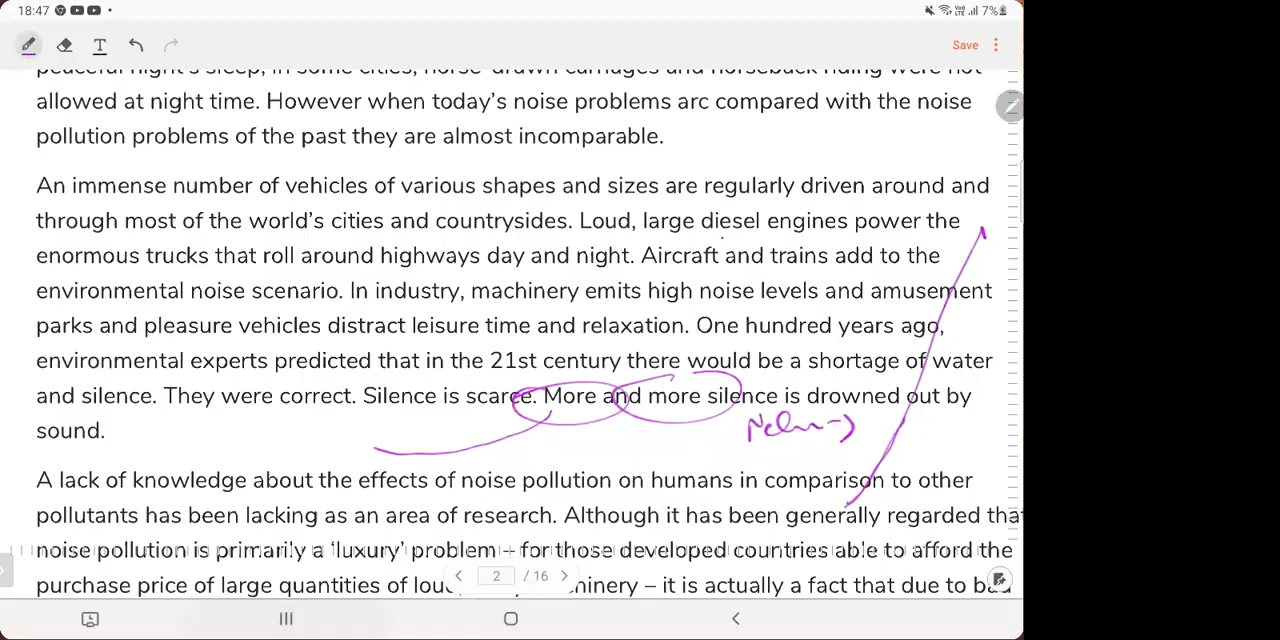 18:47 7%
Save
peaceful night's sleep, in some cities, horse-drawn carriages and horseback riding were not
allowed at night time. However when today's noise problems arc compared with the noise
pollution problems of the past they are almost incomparable.
An immense number of vehicles of various shapes and sizes are regularly driven around and
through most of the world's cities and countrysides. Loud, large diesel engines power the
enormous trucks that roll around highways day and night. Aircraft and trains add to the
environmental noise scenario. In industry, machinery emits high noise levels and amusement
parks and pleasure vehicles distract leisure time and relaxation. One hundred years ago,
environmental experts predicted that in the 21st century there would be a shortage of water
and silence. They were correct. Silence is scarce. More and more silence is drowned out by
sound.
A lack of knowledge about the effects of noise pollution on humans in comparison to other
pollutants has been lacking as an area of research. Although it has been generally regarded that
noise pollution is primarily a 'luxury' problem – for those developed countries able to afford the
purchase price of large quantities of – it is actually a fact that due to bad
2 / 16